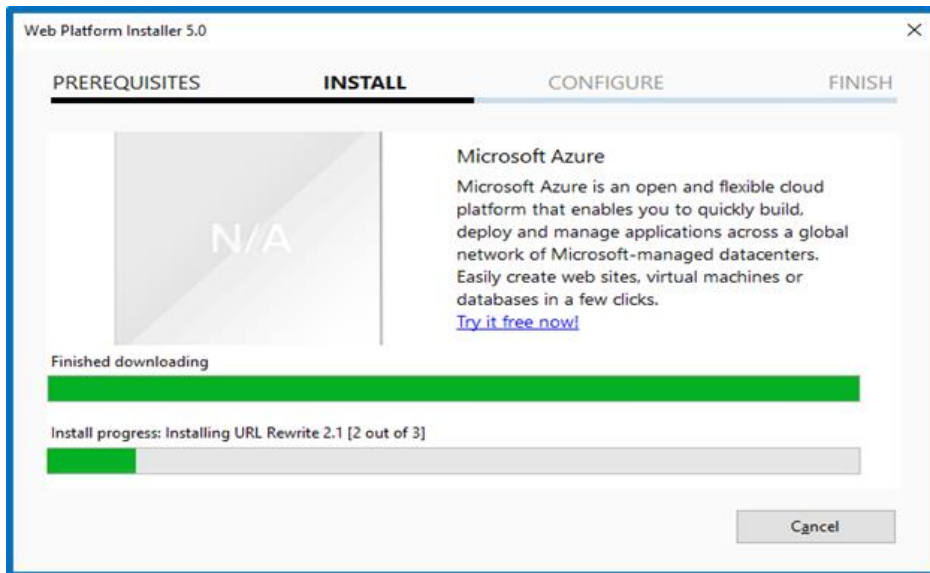 Web Platform Installer 5.0
PREREQUISITES INSTALL CONFIGURE FINISH
N/A
Microsoft Azure
Microsoft Azure is an open and flexible cloud
platform that enables you to quickly build,
deploy and manage applications across a global
network of Microsoft-managed datacenters.
Easily create web sites, virtual machines or
databases in a few clicks.
Try it free now!
Finished downloading
Install progress: Installing URL Rewrite 2.1 [2 out of 3]
Cancel